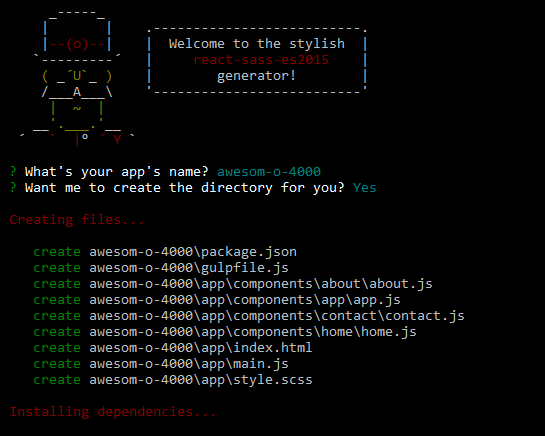 Welcome to the stylish
react-sass-es2015
generator!
? What's your app's name? awesom-o-4000
? Want me to create the directory for you? Yes
Creating files...
create awesom-o-4000\package.json
create awesom-o-4000\gulpfile.js
create awesom-o-4000\app\components\about\about.js
create awesom-o-4000\app\components\app\app.js
create awesom-o-4000\app\components\contact\contact.js
create awesom-o-4000\app\components\home\home.js
create awesom-o-4000\app\index.html
create awesom-o-4000\app\main.js
create awesom-o-4000\app\style.scss
Installing dependencies...